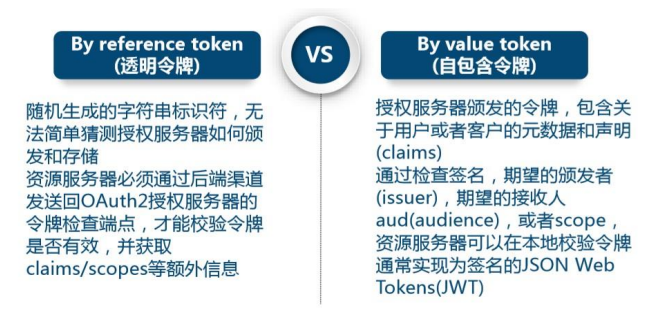 By reference token
(透明令牌)
VS
By value token
(自包含令牌)
随机生成的字符串标识符，无
法简单猜测授权服务器如何颁
发和存储
资源服务器必须通过后端渠道
发送回OAuth2授权服务器的
令牌检查端点，才能校验令牌
是否有效，并获取
claims/scopes等额外信息
授权服务器颁发的令牌，包含关
于用户或者客户的元数据和声明
(claims)
通过检查签名，期望的颁发者
(issuer)，期望的接收人
aud(audience)，或者scope，
资源服务器可以在本地校验令牌
通常实现为签名的JSON Web
Tokens(JWT)